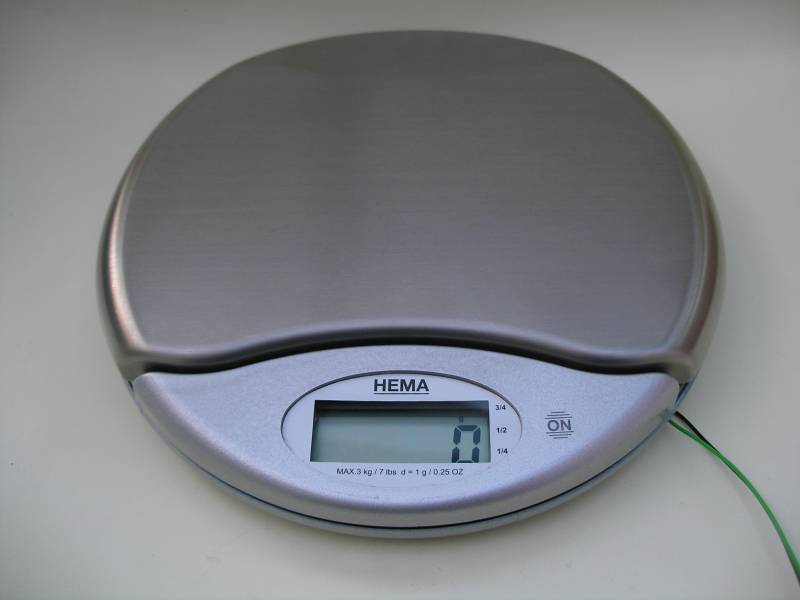 HEMA
3/4
ON
1/2
0
1/4
MAX.3 kg / 7 lbs d = 1 g / 0.25 OZ